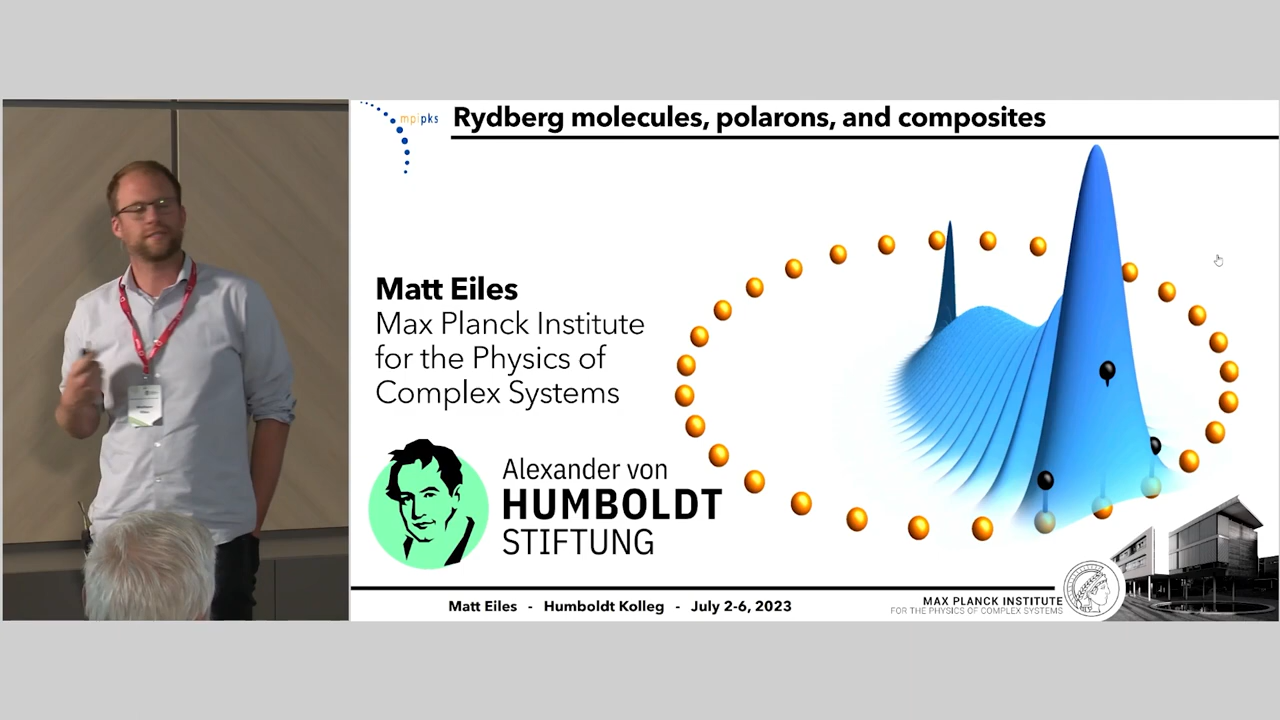 mpipks
Rydberg molecules, polarons, and composites
Matt Eiles
Max Planck Institute
for the Physics of
Complex Systems
Alexander von
HUMBOLDT
STIFTUNG
Matt Eiles - Humboldt Kolleg - July 2-6, 2023
MAX PLANCK INSTITUTE
FOR THE PHYSICS OF COMPLEX SYSTEMS